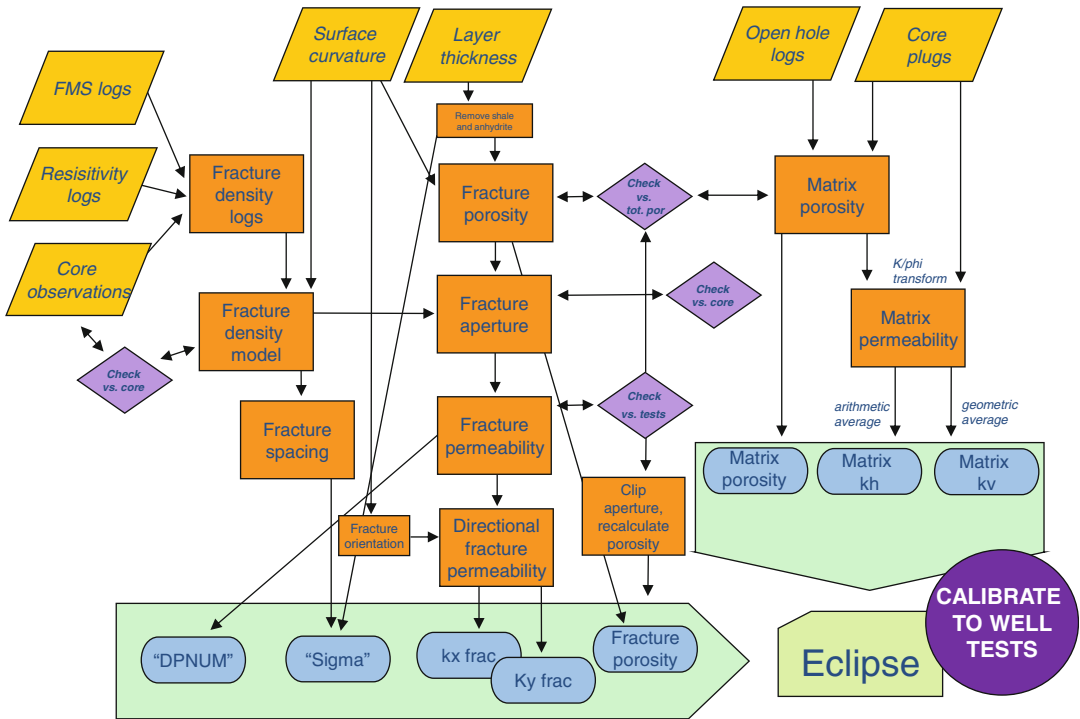 Surface
curvature
Layer
thickness
Open hole
logs
Core
plugs
FMS logs
Remove shale
and anhydrite
Resisitivity
logs
Fracture
density
logs
Fracture
porosity
Check
vs.
tot. por
Matrix
porosity
Core
observations
K/phi
transform
Fracture
density
model
Fracture
aperture
Check
vs. core
Matrix
permeability
Check
vs. core
Fracture
spacing
Fracture
permeability
Check
vs. tests
arithmetic
average
geometric
average
Matrix
porosity
Matrix
kh
Matrix
kv
Fracture
orientation
Directional
fracture
permeability
Clip
aperture,
recalculate
porosity
CALIBRATE
TO WELL
TESTS
"DPNUM"
"Sigma"
kx frac
Ky frac
Fracture
porosity
Eclipse